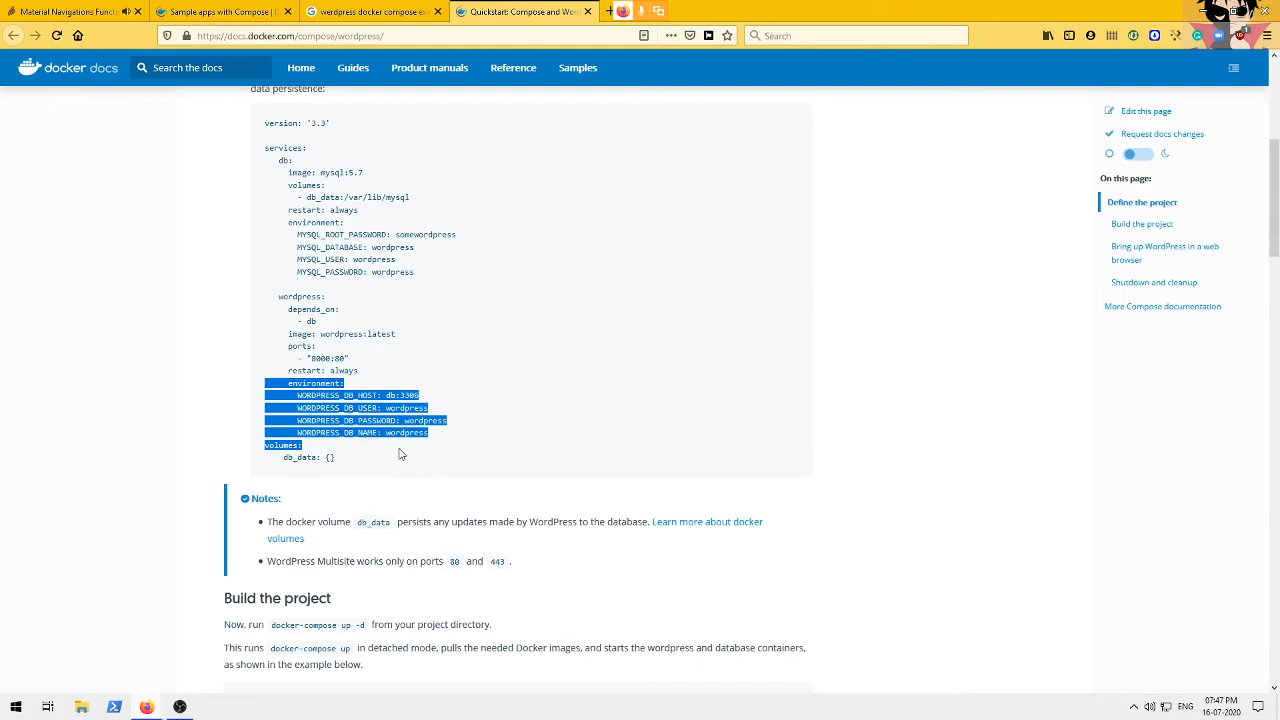 Material Navigations Funct
Sample apps with Compose | D
wordpress docker compose exa
Quickstart: Compose and Wor
https://docs.docker.com/compose/wordpress/
Search
docker docs
Search the docs
Home
Guides
Product manuals
Reference
Samples
data persistence:
version: '3.3'
services:
db:
image: mysql:5.7
volumes:
- db_data:/var/lib/mysql
restart: always
environment:
MYSQL_ROOT_PASSWORD: somewordpress
MYSQL_DATABASE: wordpress
MYSQL_USER: wordpress
MYSQL_PASSWORD: wordpress
wordpress:
depends_on:
- db
image: wordpress:latest
ports:
- "8000:80"
restart: always
environment:
WORDPRESS_DB_HOST: db:3306
WORDPRESS_DB_USER: wordpress
WORDPRESS_DB_PASSWORD: wordpress
WORDPRESS_DB_NAME: wordpress
volumes:
db_data: {}
Notes:
The docker volume db_data persists any updates made by WordPress to the database. Learn more about docker
volumes
WordPress Multisite works only on ports 80 and 443.
Build the project
Now, run docker-compose up -d from your project directory.
This runs docker-compose up in detached mode, pulls the needed Docker images, and starts the wordpress and database containers,
as shown in the example below.
Edit this page
Request docs changes
On this page:
Define the project
Build the project
Bring up WordPress in a web
browser
Shutdown and cleanup
More Compose documentation
ENG
07:47 PM
16-07-2020